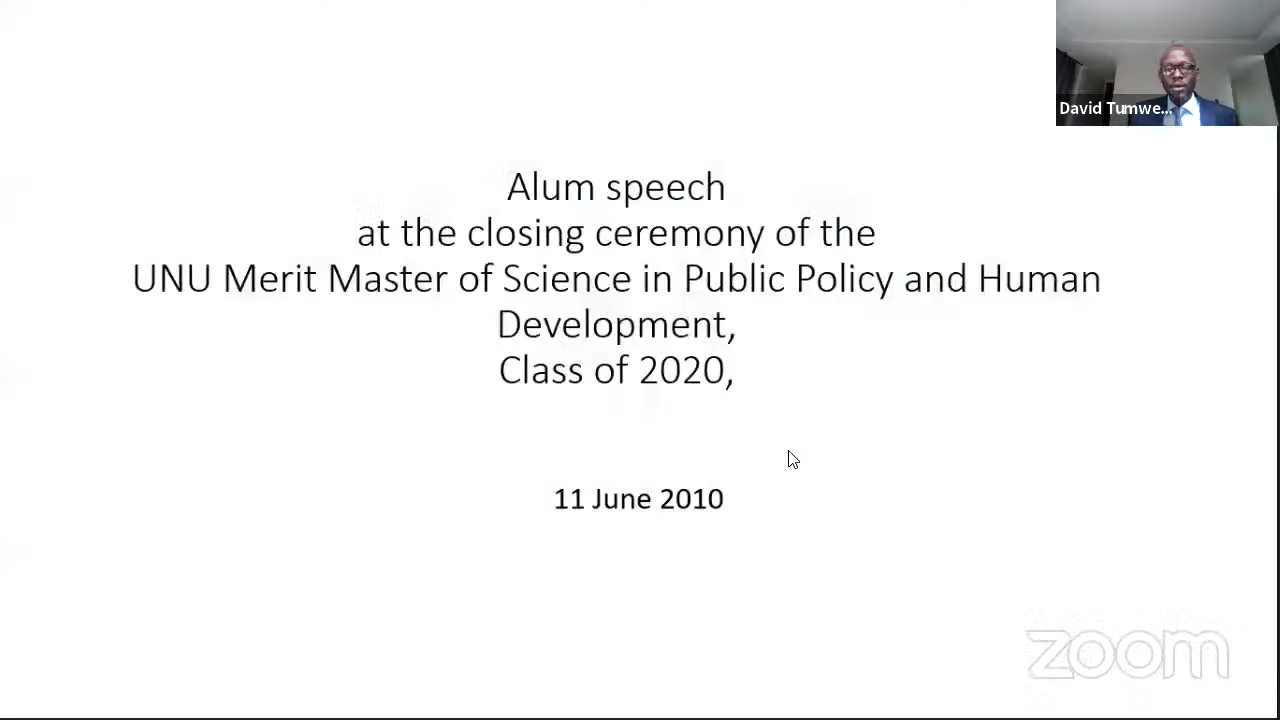 David Tumwe...
Alum speech
at the closing ceremony of the
UNU Merit Master of Science in Public Policy and Human
Development,
Class of 2020,
11 June 2010
zoom